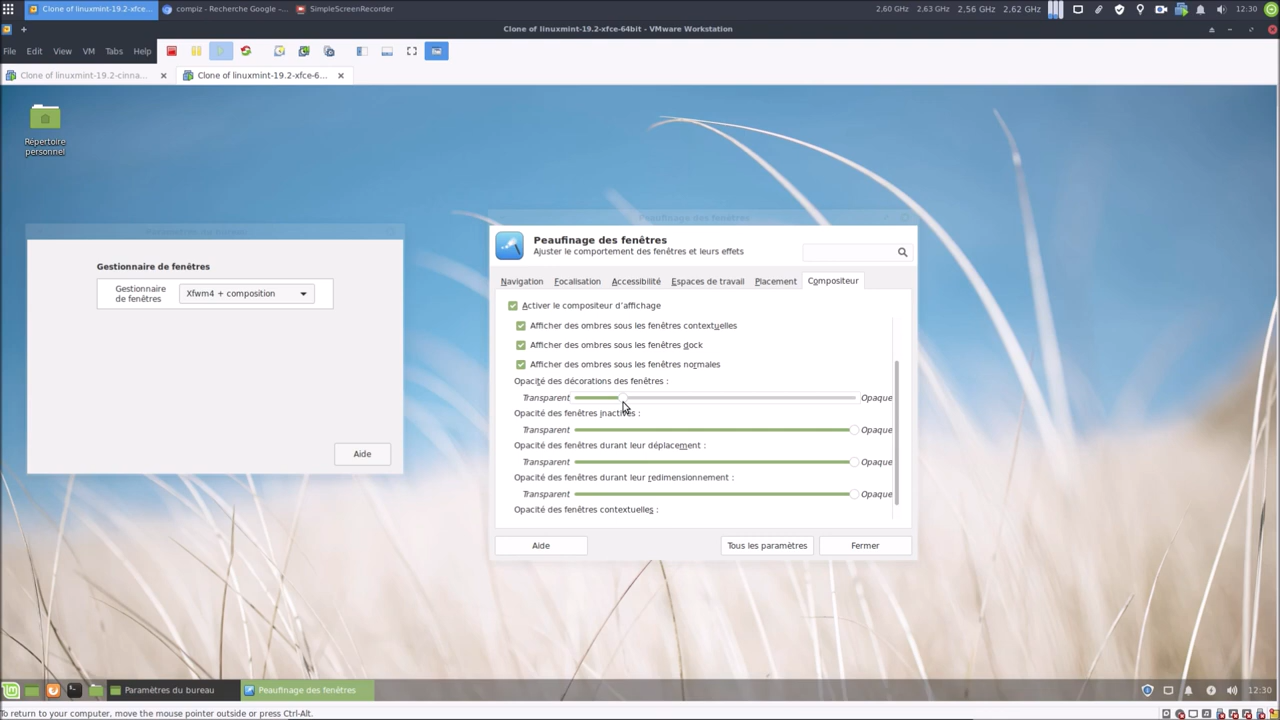 Clone of linuxmint-19.2-xfce...
compiz - Recherche Google –...
SimpleScreenRecorder
2.60 GHz 2.63 GHz 2.56 GHz 2.62 GHz
12:30
Clone of linuxmint-19.2-xfce-64bit - VMware Workstation
File Edit View VM Tabs Help
Clone of linuxmint-19.2-cinna...
Clone of linuxmint-19.2-xfce-6...
Répertoire
personnel
Peaufinage des fenêtres
Paramètres du bureau
Peaufinage des fenêtres
Ajuster le comportement des fenêtres et leurs effets
Gestionnaire de fenêtres
Gestionnaire
de fenêtres
Xfwm4 + composition
Aide
Navigation Focalisation Accessibilité Espaces de travail Placement Compositeur
Activer le compositeur d’affichage
Afficher des ombres sous les fenêtres contextuelles
Afficher des ombres sous les fenêtres dock
Afficher des ombres sous les fenêtres normales
Opacité des décorations des fenêtres :
Transparent Opaque
Opacité des fenêtres inactives :
Transparent Opaque
Opacité des fenêtres durant leur déplacement :
Transparent Opaque
Opacité des fenêtres durant leur redimensionnement :
Transparent Opaque
Opacité des fenêtres contextuelles :
Aide Tous les paramètres Fermer
Paramètres du bureau
Peaufinage des fenêtres
12:30
To return to your computer, move the mouse pointer outside or press Ctrl-Alt.